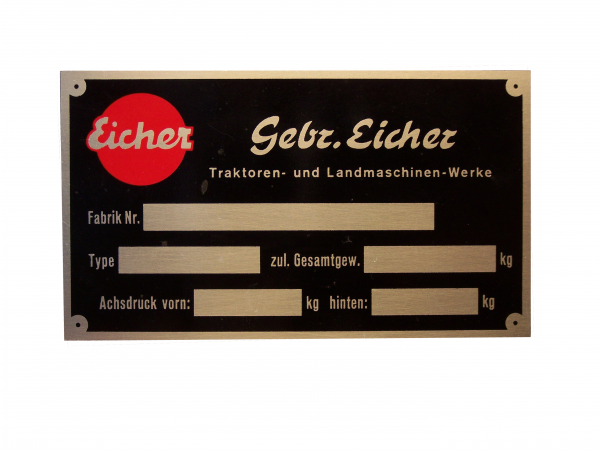 Eicher
Gebr. Eicher
Traktoren- und Landmaschinen-Werke
Fabrik Nr.
Type zul. Gesamtgew. kg
Achsdruck vorn: kg hinten: kg